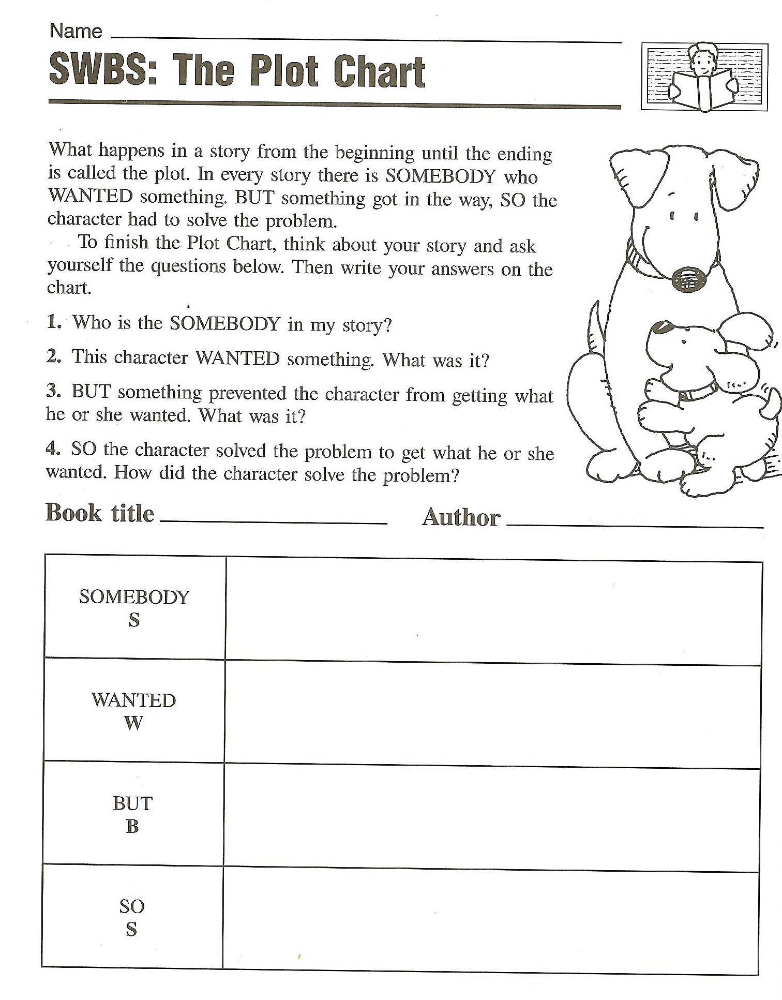 Name
SWBS: The Plot Chart
What happens in a story from the beginning until the ending
is called the plot. In every story there is SOMEBODY who
WANTED something. BUT something got in the way, SO the
character had to solve the problem.
To finish the Plot Chart, think about your story and ask
yourself the questions below. Then write your answers on the
chart.
1. Who is the SOMEBODY in my story?
2. This character WANTED something. What was it?
3. BUT something prevented the character from getting what
he or she wanted. What was it?
4. SO the character solved the problem to get what he or she
wanted. How did the character solve the problem?
Book title Author
SOMEBODY
S
WANTED
W
BUT
B
SO
S